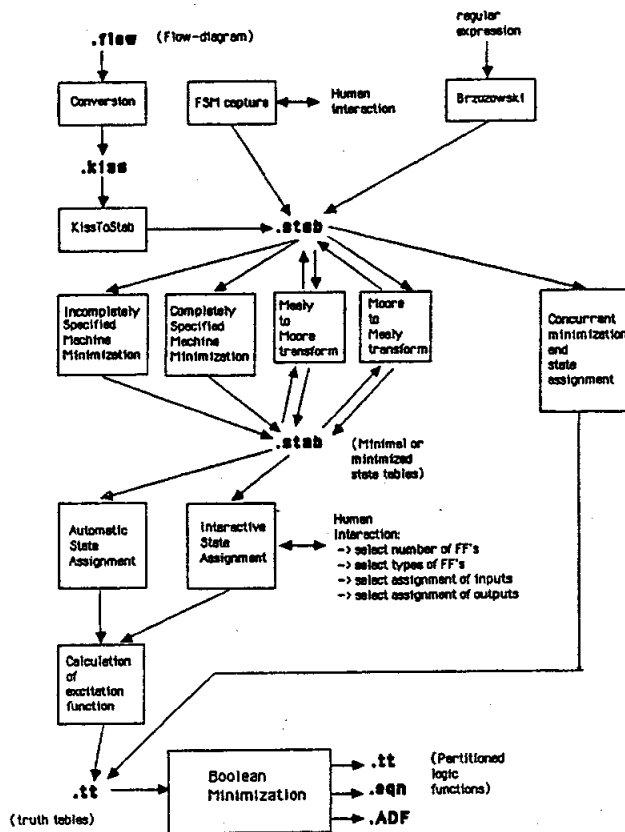 .flow (Flow-diagram)
regular
expression
Conversion
FSM capture
Human
interaction
Brzozowski
.kiss
KissToStab
.stab
Incompletely
Specified
Machine
Minimization
Completely
Specified
Machine
Minimization
Mealy
to
Moore
transform
Moore
to
Mealy
transform
Concurrent
minimization
and
state
assignment
.stab
(Minimal or
minimized
state tables)
Automatic
State
Assignment
Interactive
State
Assignment
Human
Interaction:
-> select number of FF's
-> select types of FF's
-> select assignment of inputs
-> select assignment of outputs
Calculation
of
excitation
function
.tt
(truth tables)
Boolean
Minimization
.tt
.eqn
.ADF
(Partitioned
logic
functions)